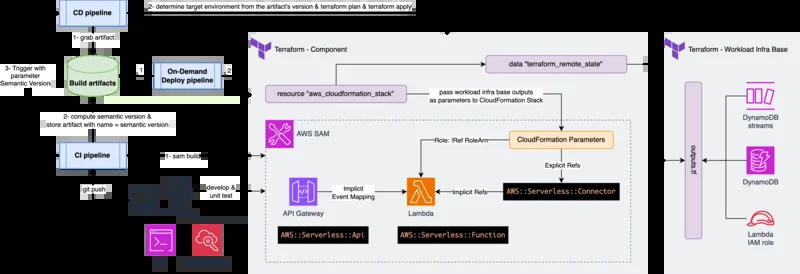 CD pipeline
2- determine target environment from the artifact's version & terraform plan & terraform apply
1- grab artifact
3- Trigger with
parameter
Semantic Version
Build artifacts
1
On-Demand
Deploy pipeline
2
2- compute semantic version &
store artifact with name = semantic version
CI pipeline
1- sam build
git push
develop &
unit test
Terraform - Component
data "terraform_remote_state"
resource "aws_cloudformation_stack"
pass workload infra base outputs
as parameters to CloudFormation Stack
AWS SAM
Role: !Ref RoleArn
CloudFormation Parameters
Explicit Refs
Implicit
Event Mapping
Implicit Refs
AWS::Serverless::Connector
API Gateway
Lambda
AWS::Serverless::Api
AWS::Serverless::Function
Terraform - Workload Infra Base
outputs.tf
DynamoDB
streams
DynamoDB
Lambda
IAM role